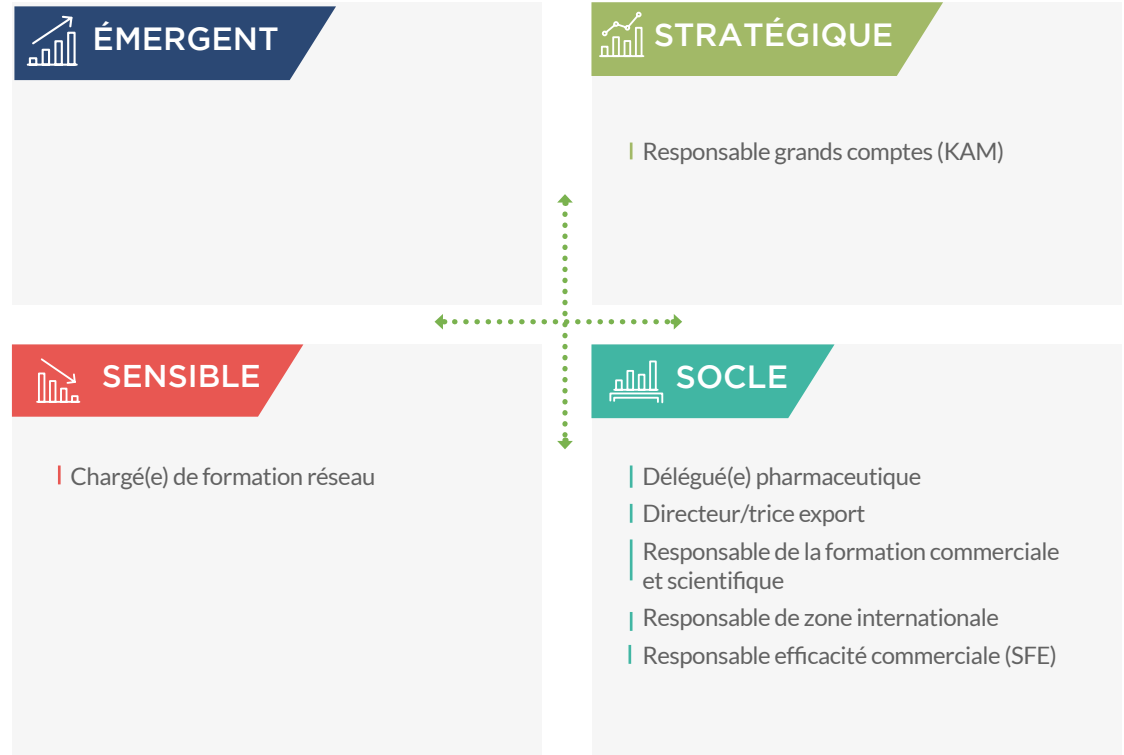 ÉMERGENT
STRATÉGIQUE
Responsable grands comptes (KAM)
SENSIBLE
Chargé(e) de formation réseau
SOCLE
Délégué(e) pharmaceutique
Directeur/trice export
Responsable de la formation commerciale
et scientifique
Responsable de zone internationale
Responsable efficacité commerciale (SFE)